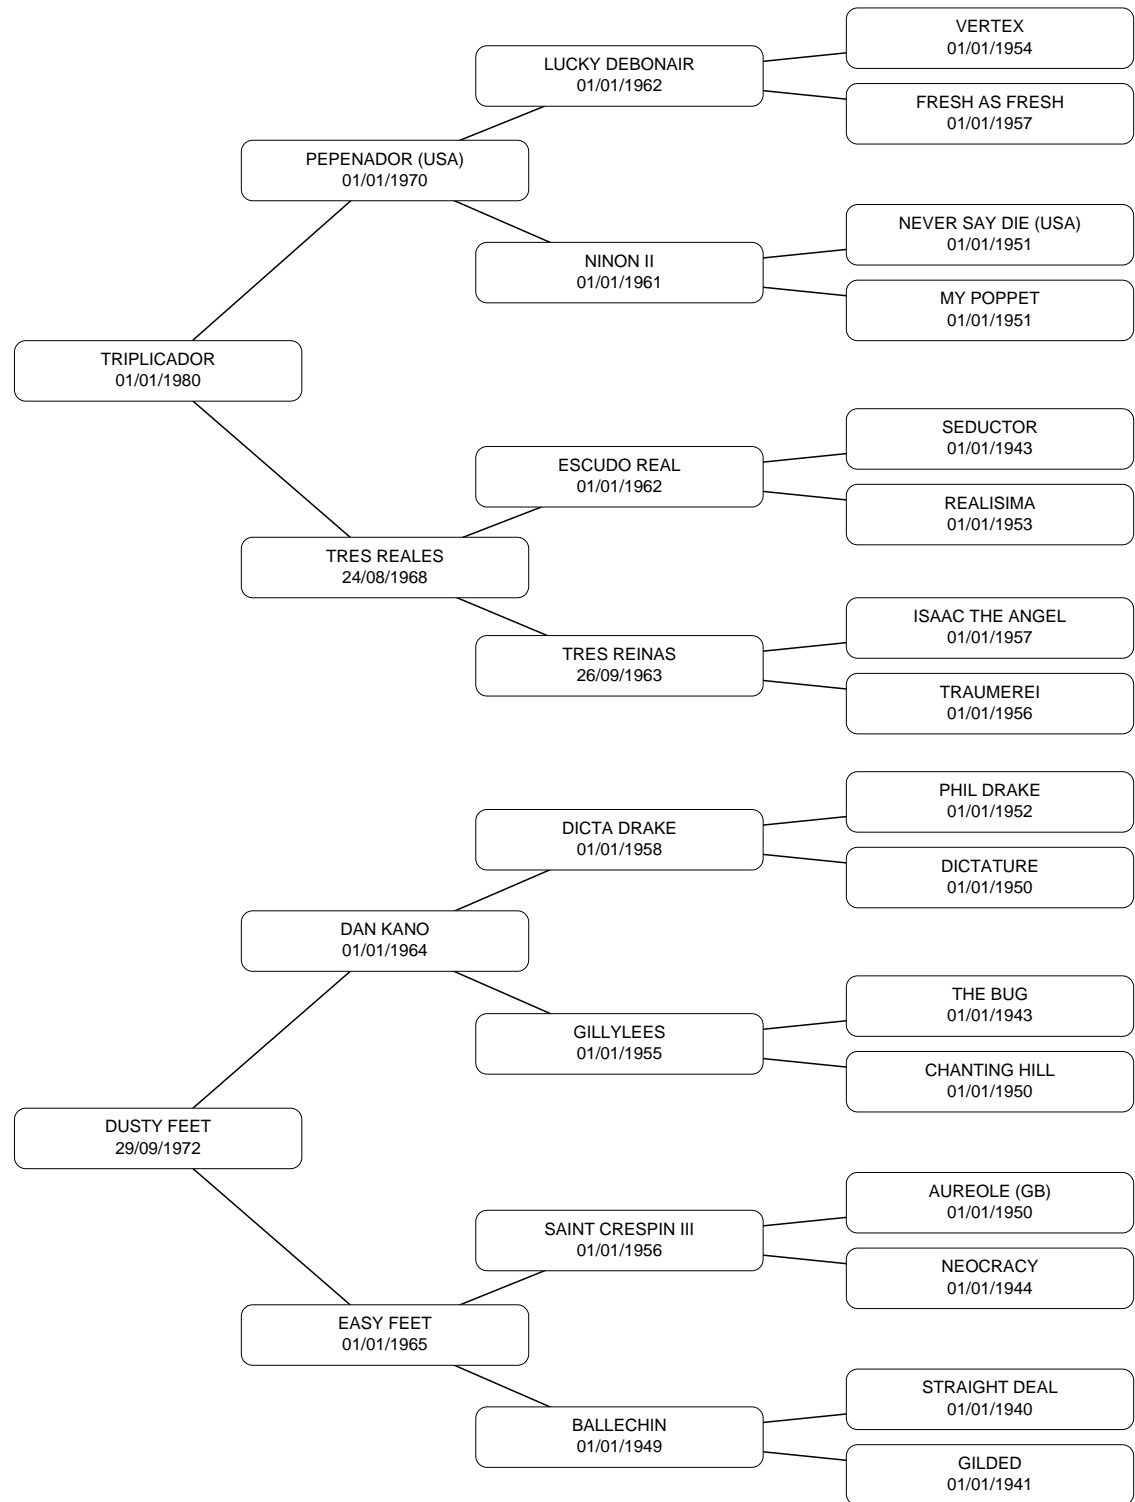 VERTEX
01/01/1954
LUCKY DEBONAIR
01/01/1962
FRESH AS FRESH
01/01/1957
PEPENADOR (USA)
01/01/1970
NEVER SAY DIE (USA)
01/01/1951
NINON II
01/01/1961
MY POPPET
01/01/1951
TRIPLICADOR
01/01/1980
SEDUCTOR
01/01/1943
ESCUDO REAL
01/01/1962
REALISIMA
01/01/1953
TRES REALES
24/08/1968
ISAAC THE ANGEL
01/01/1957
TRES REINAS
26/09/1963
TRAUMEREI
01/01/1956
PHIL DRAKE
01/01/1952
DICTA DRAKE
01/01/1958
DICTATURE
01/01/1950
DAN KANO
01/01/1964
THE BUG
01/01/1943
GILLYLEES
01/01/1955
CHANTING HILL
01/01/1950
DUSTY FEET
29/09/1972
AUREOLE (GB)
01/01/1950
SAINT CRESPIN III
01/01/1956
NEOCRACY
01/01/1944
EASY FEET
01/01/1965
STRAIGHT DEAL
01/01/1940
BALLECHIN
01/01/1949
GILDED
01/01/1941